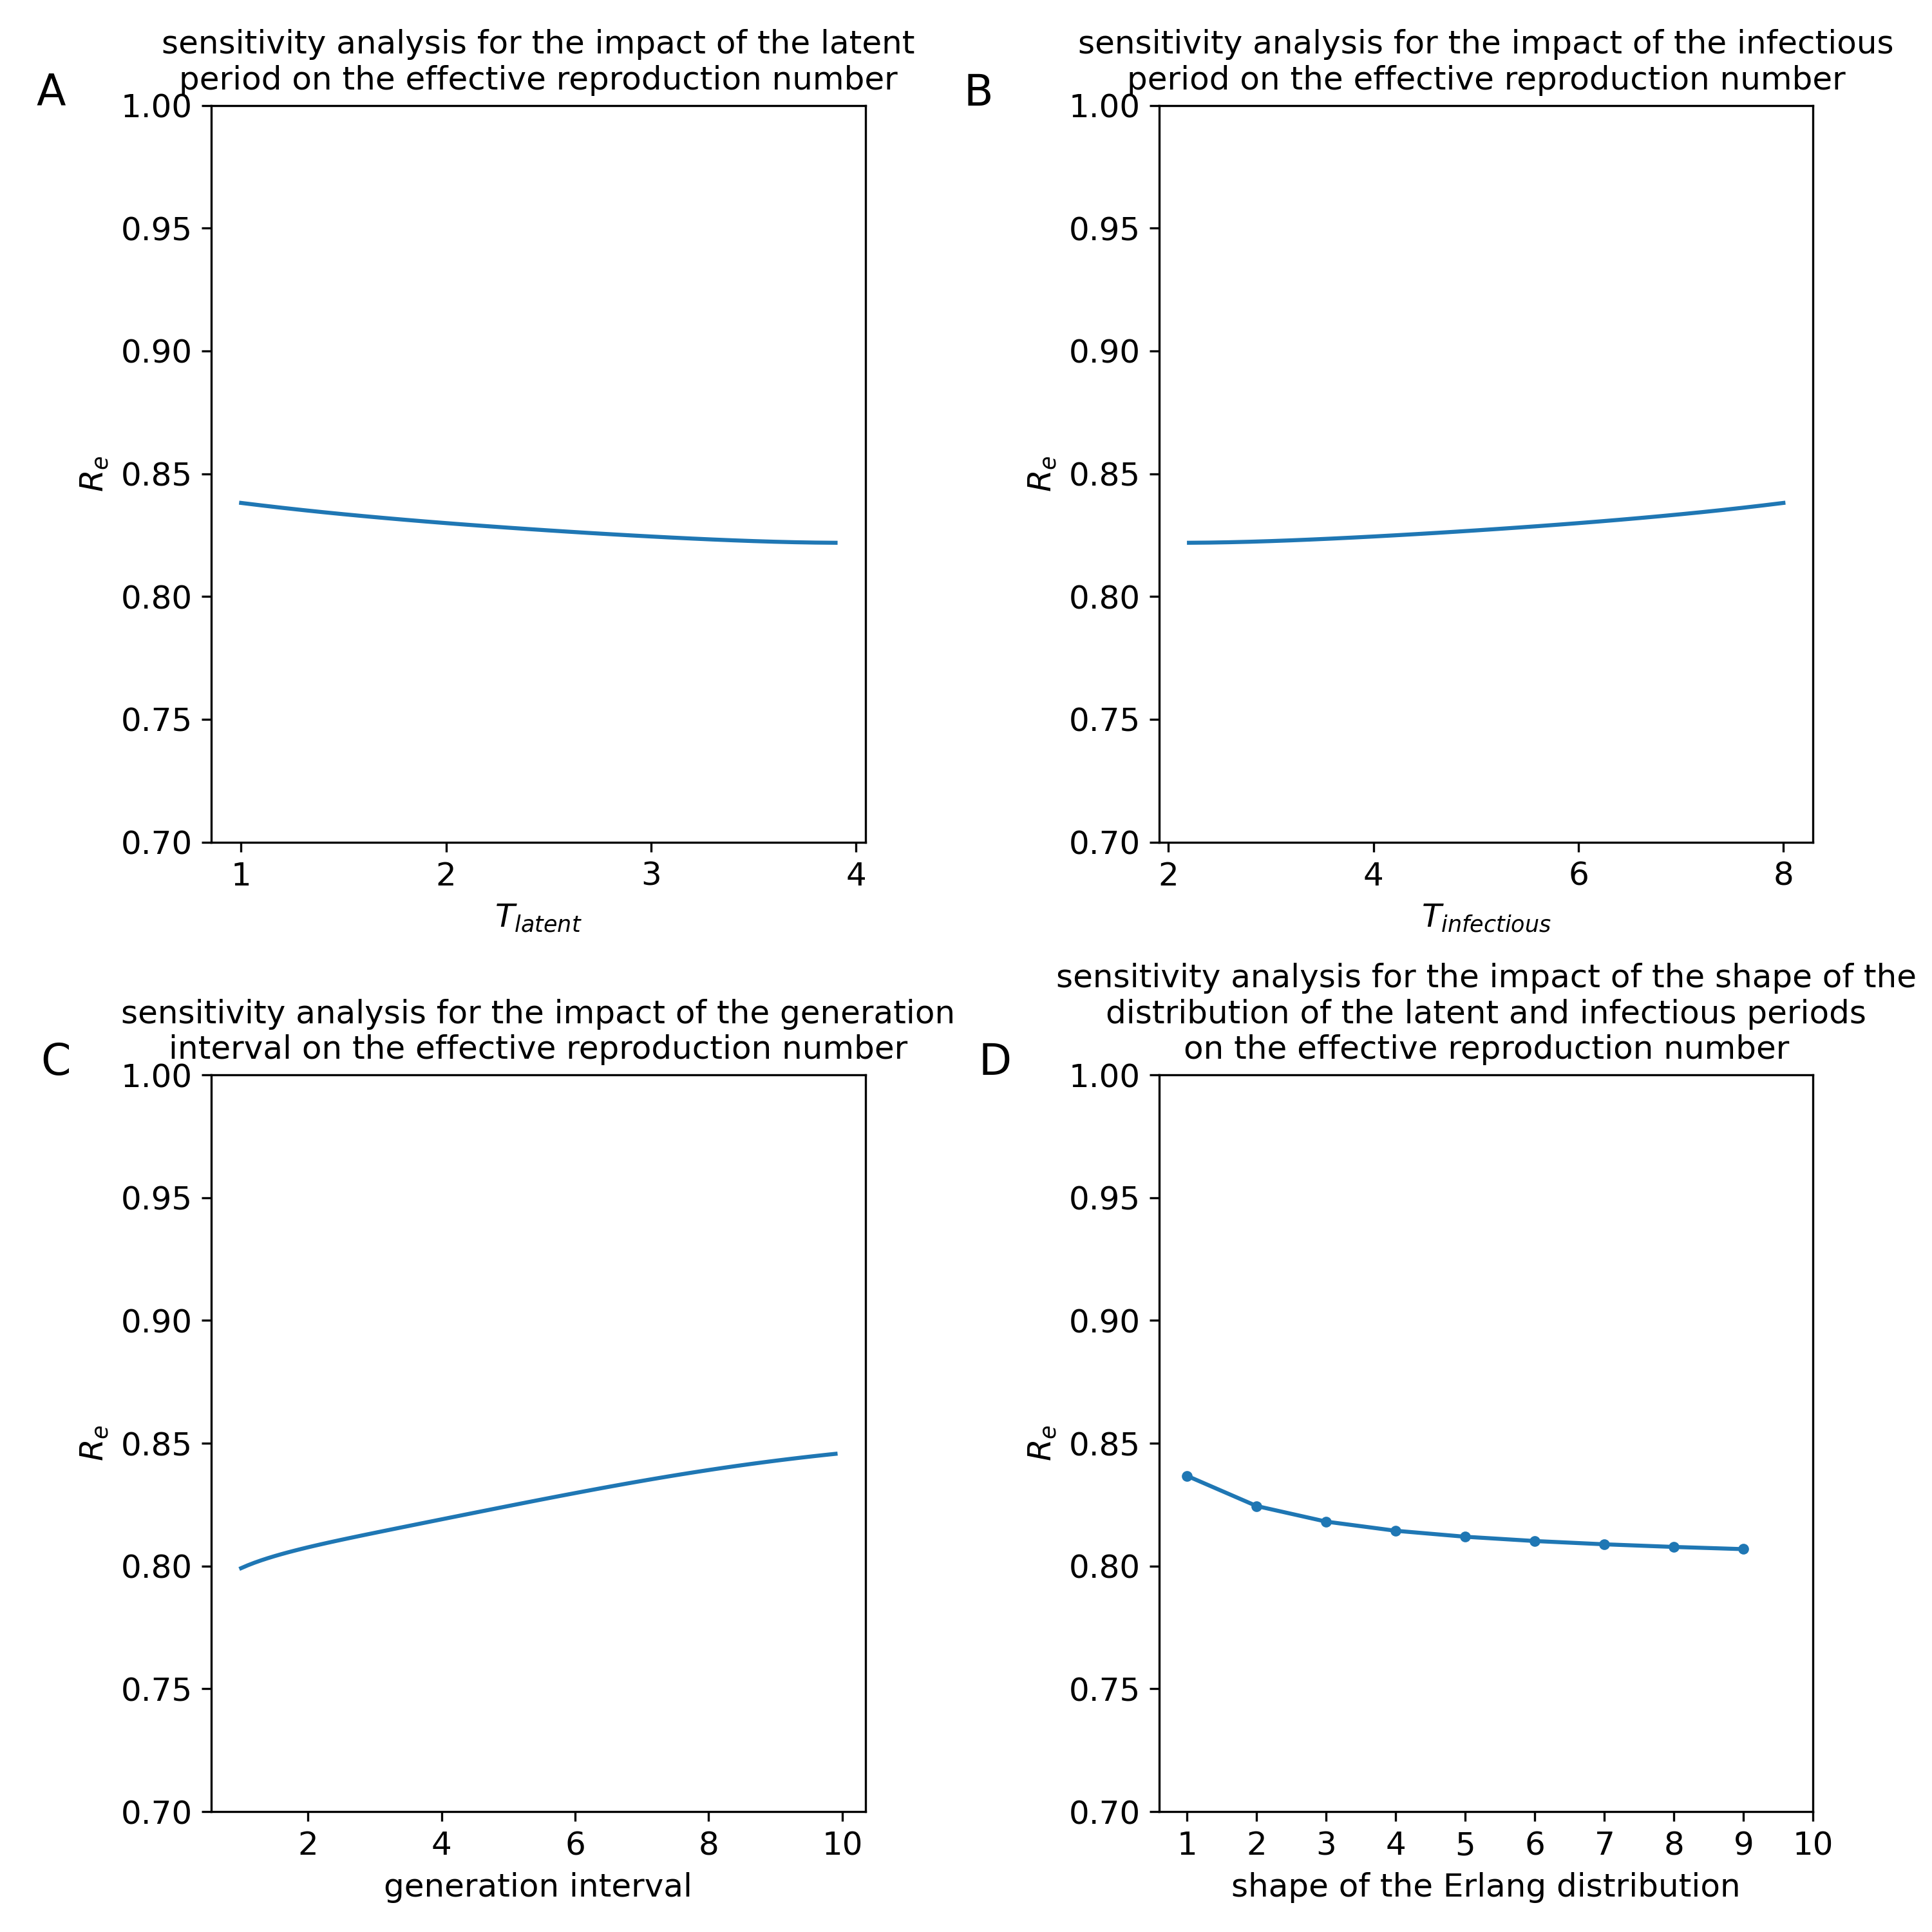 sensitivity analysis for the impact of the latent
period on the effective reproduction number
A
1.00
0.95
0.90
0.85
0.80
0.75
0.70
R_e
1 2 3 4
T_latent
sensitivity analysis for the impact of the infectious
period on the effective reproduction number
B
1.00
0.95
0.90
0.85
0.80
0.75
0.70
R_e
2 4 6 8
T_infectious
sensitivity analysis for the impact of the generation
interval on the effective reproduction number
C
1.00
0.95
0.90
0.85
0.80
0.75
0.70
R_e
2 4 6 8 10
generation interval
sensitivity analysis for the impact of the shape of the
distribution of the latent and infectious periods
on the effective reproduction number
D
1.00
0.95
0.90
0.85
0.80
0.75
0.70
R_e
1 2 3 4 5 6 7 8 9 10
shape of the Erlang distribution